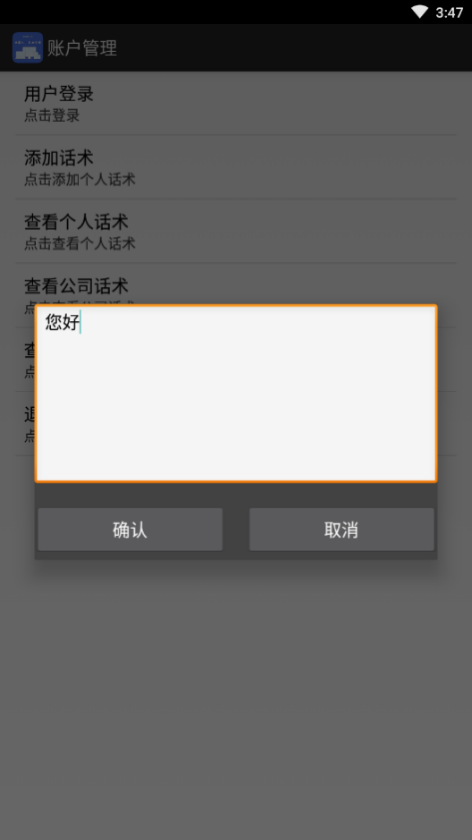 3:47
账户管理
用户登录
点击登录
添加话术
点击添加个人话术
查看个人话术
点击查看个人话术
查看公司话术
您好
确认
取消